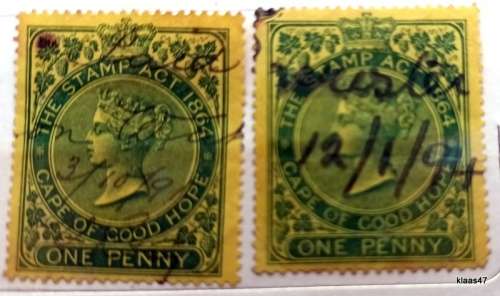 THE STAMP ACT 1864
CAPE OF GOOD HOPE
ONE PENNY
THE STAMP ACT 1864
12/1/94
CAPE OF GOOD HOPE
ONE PENNY
klaas47